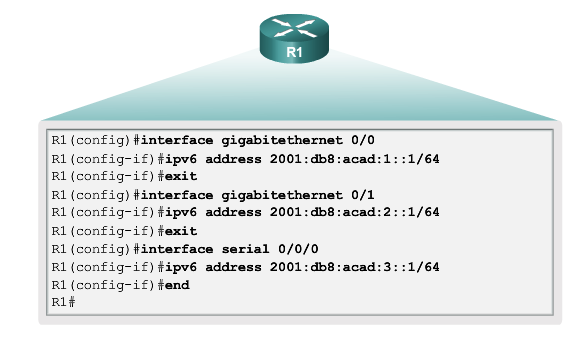 R1
R1(config)#interface gigabitethernet 0/0
R1(config-if)#ipv6 address 2001:db8:acad:1::1/64
R1(config-if)#exit
R1(config)#interface gigabitethernet 0/1
R1(config-if)#ipv6 address 2001:db8:acad:2::1/64
R1(config-if)#exit
R1(config)#interface serial 0/0/0
R1(config-if)#ipv6 address 2001:db8:acad:3::1/64
R1(config-if)#end
R1#